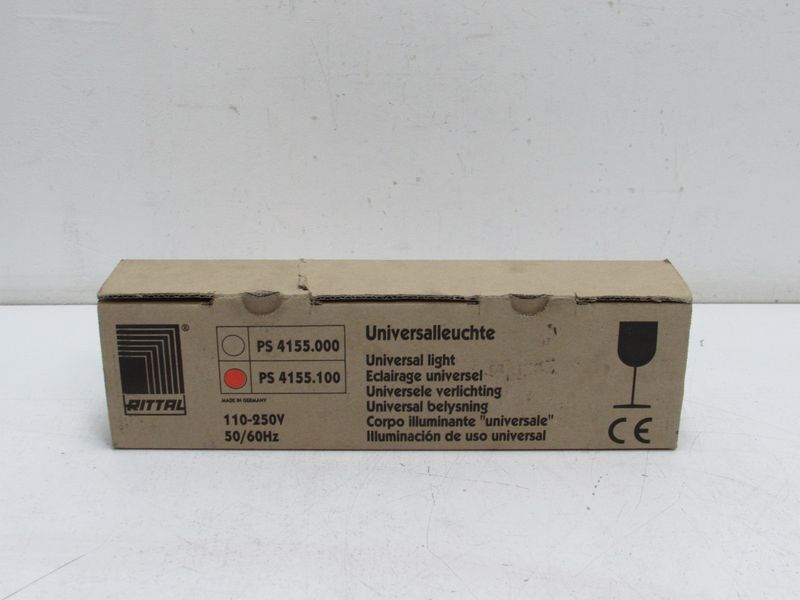 ®
RITTAL
PS 4155.000
PS 4155.100
MADE IN GERMANY
110-250V
50/60Hz
Universalleuchte
Universal light
Eclairage universel
Universele verlichting
Universal belysning
Corpo illuminante "universale"
Illuminación de uso universal
CE